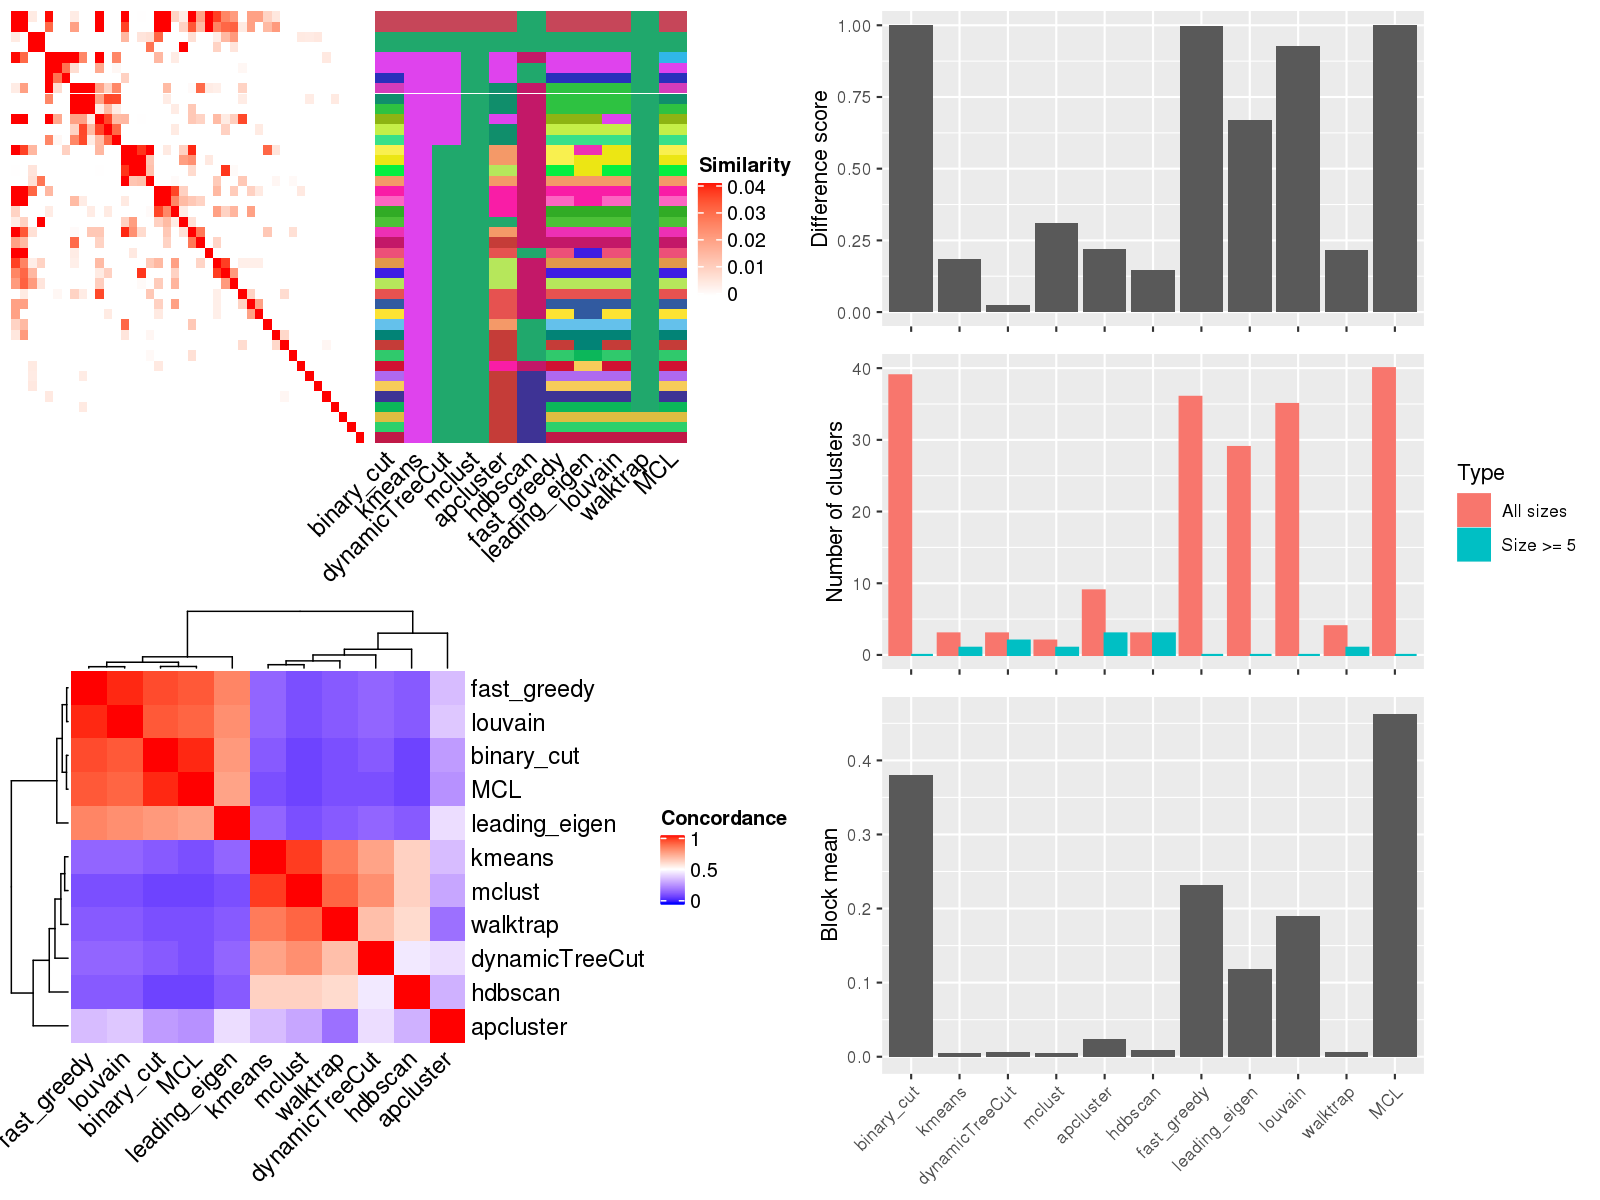 Similarity
0.04
0.03
0.02
0.01
0
binary_cut
kmeans
dynamicTreeCut
mclust
apcluster
hdbscan
fast_greedy
leading_eigen
louvain
walktrap
MCL
fast_greedy
louvain
binary_cut
MCL
leading_eigen
kmeans
mclust
walktrap
dynamicTreeCut
hdbscan
apcluster
Concordance
1
0.5
0
fast_greedy
louvain
binary_cut
MCL
leading_eigen
kmeans
mclust
walktrap
dynamicTreeCut
hdbscan
apcluster
Difference score
1.00
0.75
0.50
0.25
0.00
Number of clusters
40
30
20
10
0
Type
All sizes
Size >= 5
Block mean
0.4
0.3
0.2
0.1
0.0
binary_cut
kmeans
dynamicTreeCut
mclust
apcluster
hdbscan
fast_greedy
leading_eigen
louvain
walktrap
MCL